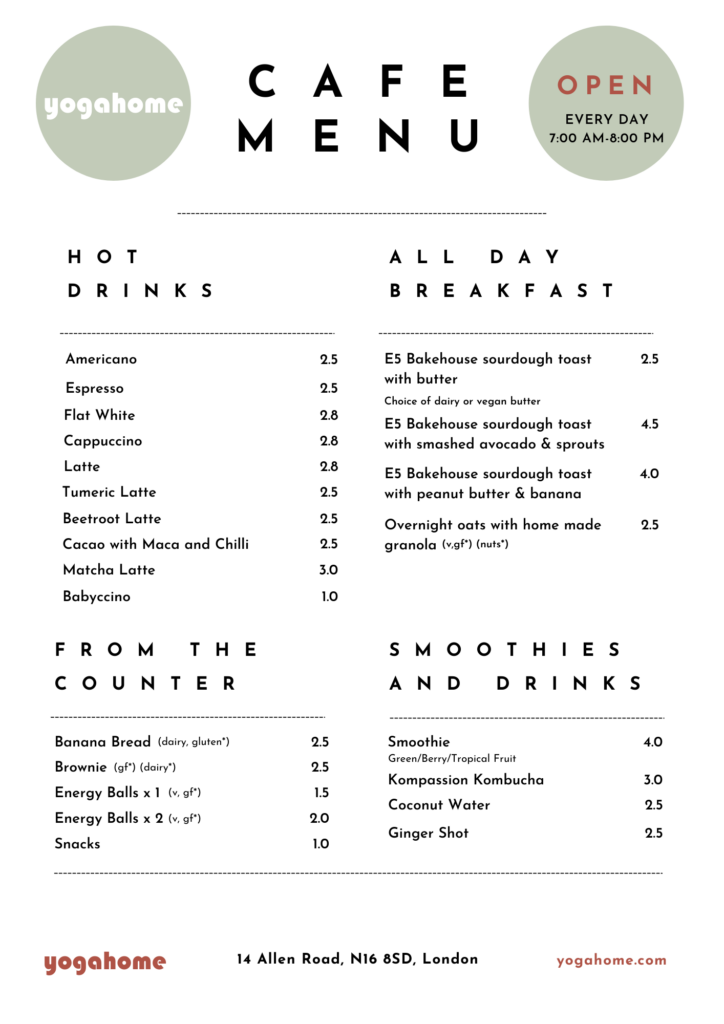 yogahome
CAFE
MENU
OPEN
EVERY DAY
7:00 AM-8:00 PM
HOT
DRINKS
Americano 2.5
Espresso 2.5
Flat White 2.8
Cappuccino 2.8
Latte 2.8
Tumeric Latte 2.5
Beetroot Latte 2.5
Cacao with Maca and Chilli 2.5
Matcha Latte 3.0
Babyccino 1.0
ALL DAY
BREAKFAST
E5 Bakehouse sourdough toast 2.5
with butter
Choice of dairy or vegan butter
E5 Bakehouse sourdough toast 4.5
with smashed avocado & sprouts
E5 Bakehouse sourdough toast 4.0
with peanut butter & banana
Overnight oats with home made 2.5
granola (v,gf*) (nuts*)
FROM THE
COUNTER
Banana Bread (dairy, gluten*) 2.5
Brownie (gf*) (dairy*) 2.5
Energy Balls x 1 (v, gf*) 1.5
Energy Balls x 2 (v, gf*) 2.0
Snacks 1.0
SMOOTHIES
AND DRINKS
Smoothie 4.0
Green/Berry/Tropical Fruit
Kompassion Kombucha 3.0
Coconut Water 2.5
Ginger Shot 2.5
yogahome
14 Allen Road, N16 8SD, London
yogahome.com